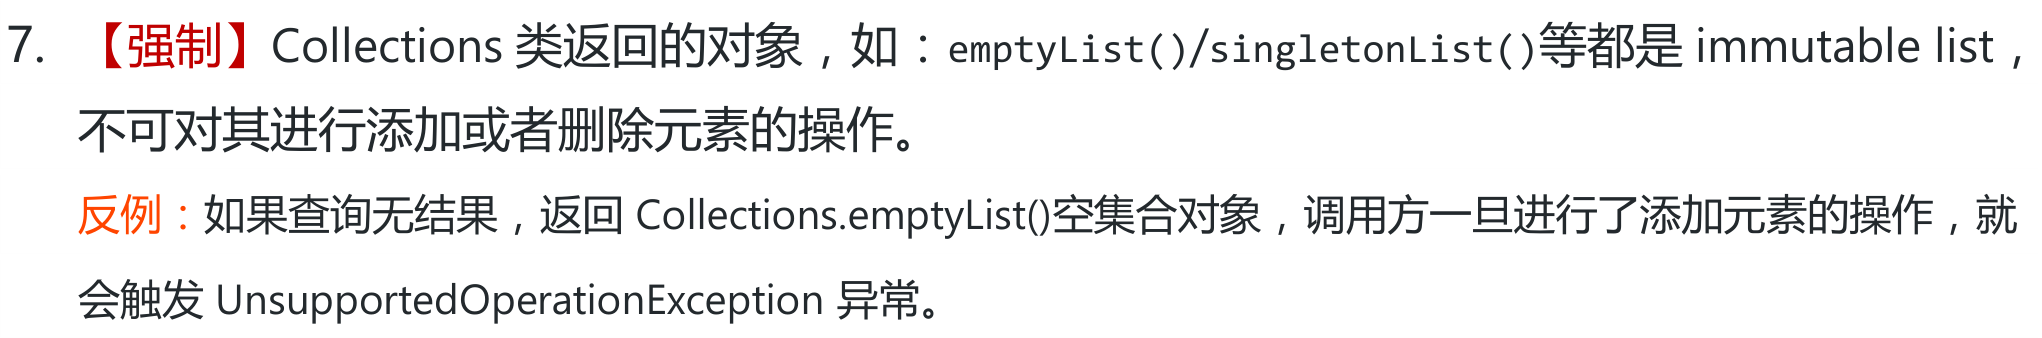 7. 【强制】Collections 类返回的对象，如：emptyList()/singletonList()等都是 immutable list，
不可对其进行添加或者删除元素的操作。
反例：如果查询无结果，返回 Collections.emptyList()空集合对象，调用方一旦进行了添加元素的操作，就
会触发 UnsupportedOperationException 异常。